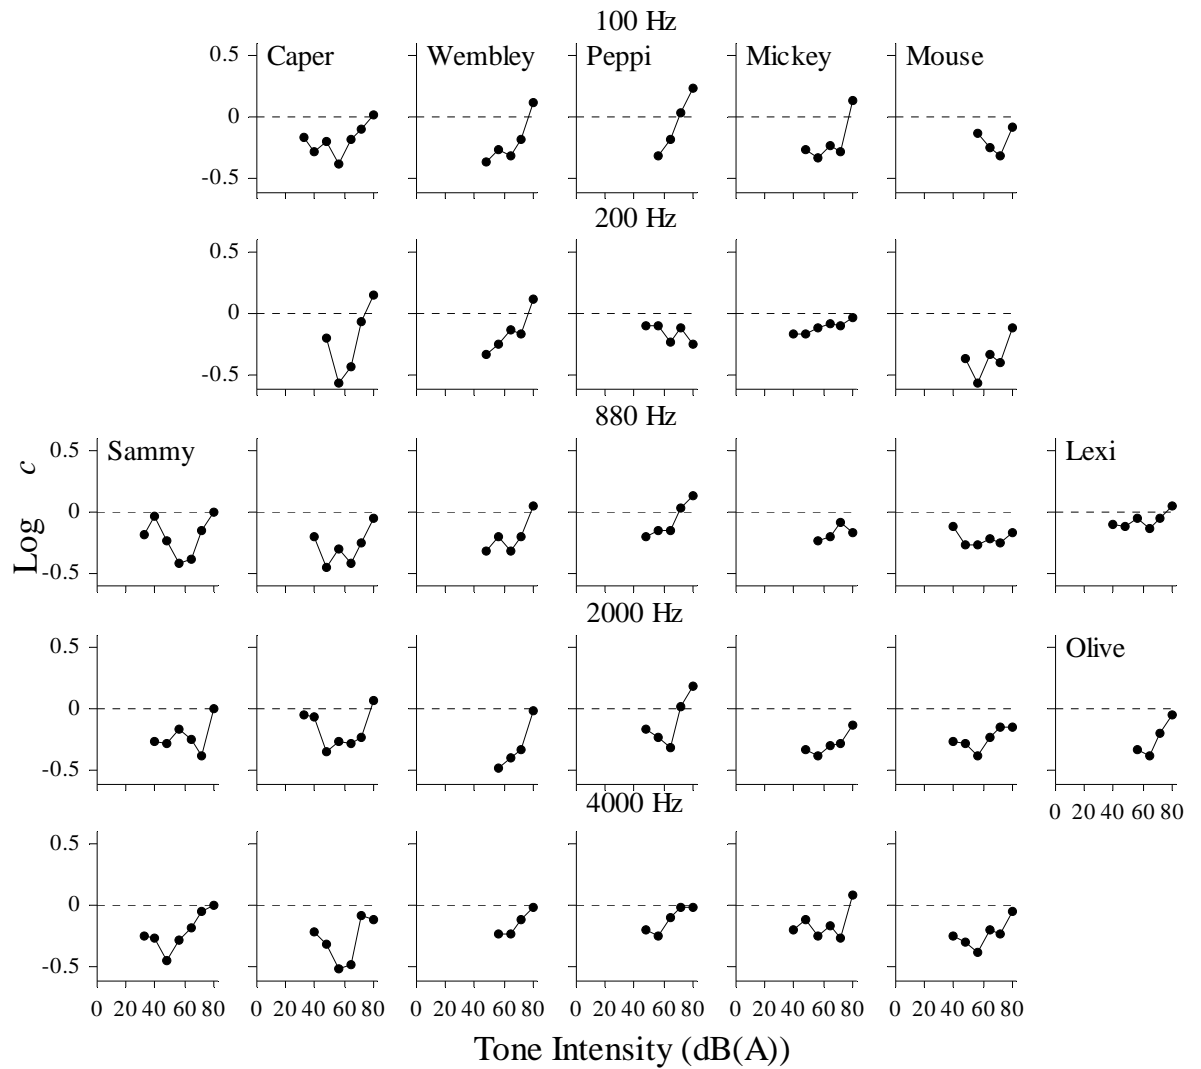 100 Hz
0.5 Caper Wembley Peppi Mickey Mouse
0
-0.5
200 Hz
0.5
0
-0.5
880 Hz
0.5 Sammy Lexi
0
-0.5
Log c
2000 Hz
0.5 Olive
0
-0.5
0 20 40 60 80
4000 Hz
0.5
0
-0.5
0 20 40 60 80 0 20 40 60 80 0 20 40 60 80 0 20 40 60 80 0 20 40 60 80 0 20 40 60 80
Tone Intensity (dB(A))